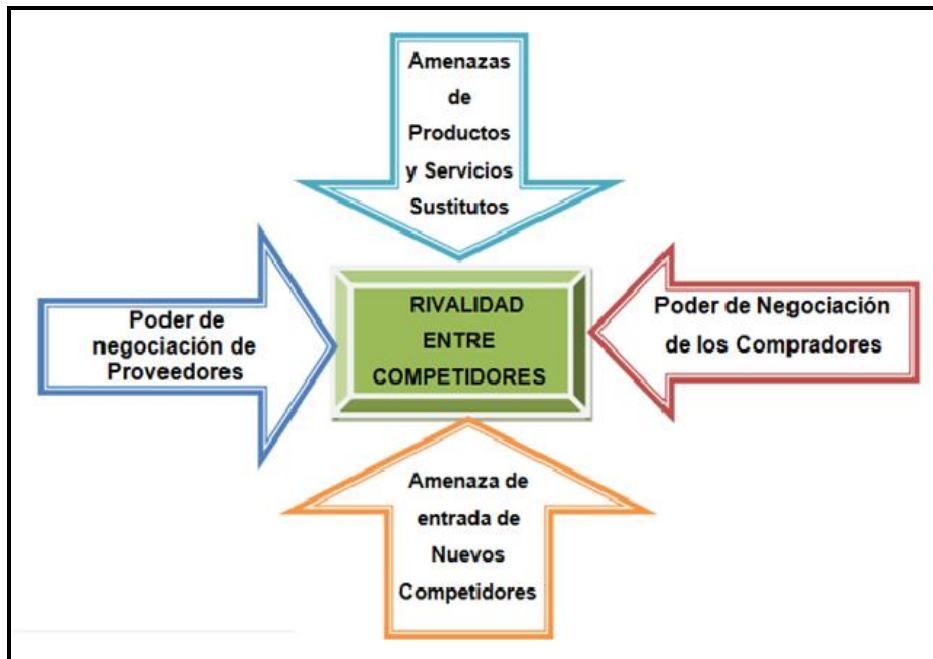 Amenazas
de
Productos
y Servicios
Sustitutos
Poder de
negociación de
Proveedores
RIVALIDAD
ENTRE
COMPETIDORES
Poder de Negociación
de los Compradores
Amenaza de
entrada de
Nuevos
Competidores